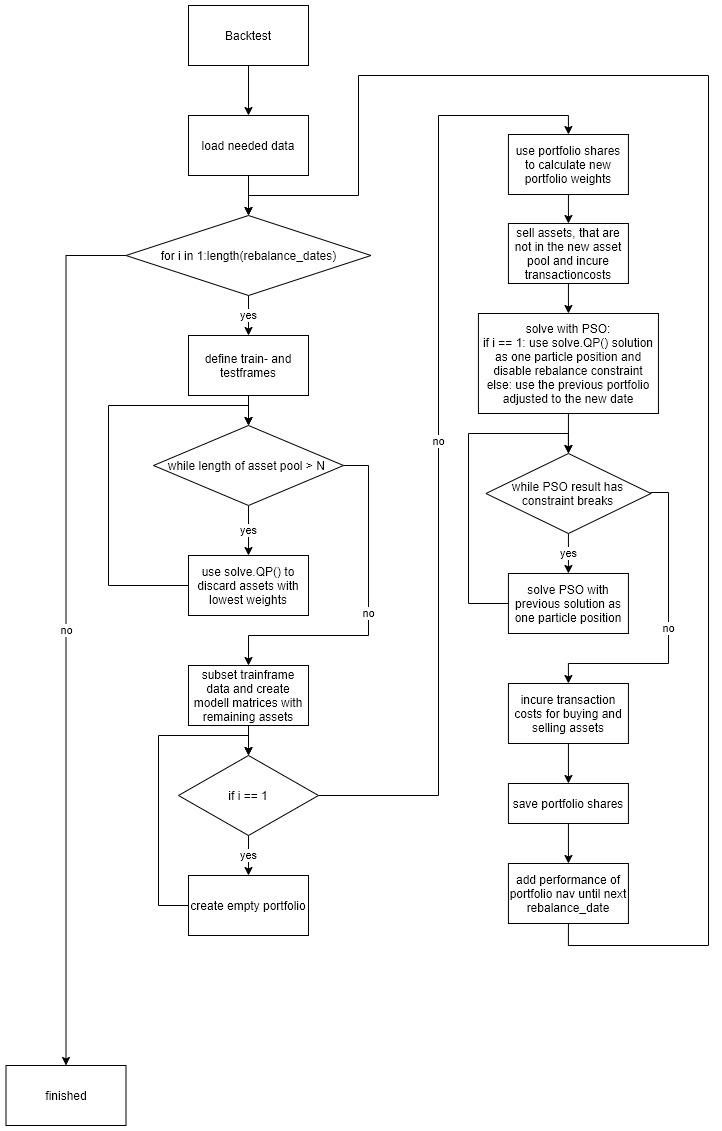 Backtest
load needed data
for i in 1:length(rebalance_dates)
yes
define train- and
testframes
while length of asset pool > N
yes
use solve.QP() to
discard assets with
lowest weights
no
no
subset trainframe
data and create
modell matrices with
remaining assets
if i == 1
yes
create empty portfolio
finished
no
use portfolio shares
to calculate new
portfolio weights
sell assets, that are
not in the new asset
pool and incure
transactioncosts
solve with PSO:
if i == 1: use solve.QP() solution
as one particle position and
disable rebalance constraint
else: use the previous portfolio
adjusted to the new date
while PSO result has
constraint breaks
yes
solve PSO with
previous solution as
one particle position
no
incure transaction
costs for buying and
selling assets
save portfolio shares
add performance of
portfolio nav until next
rebalance_date